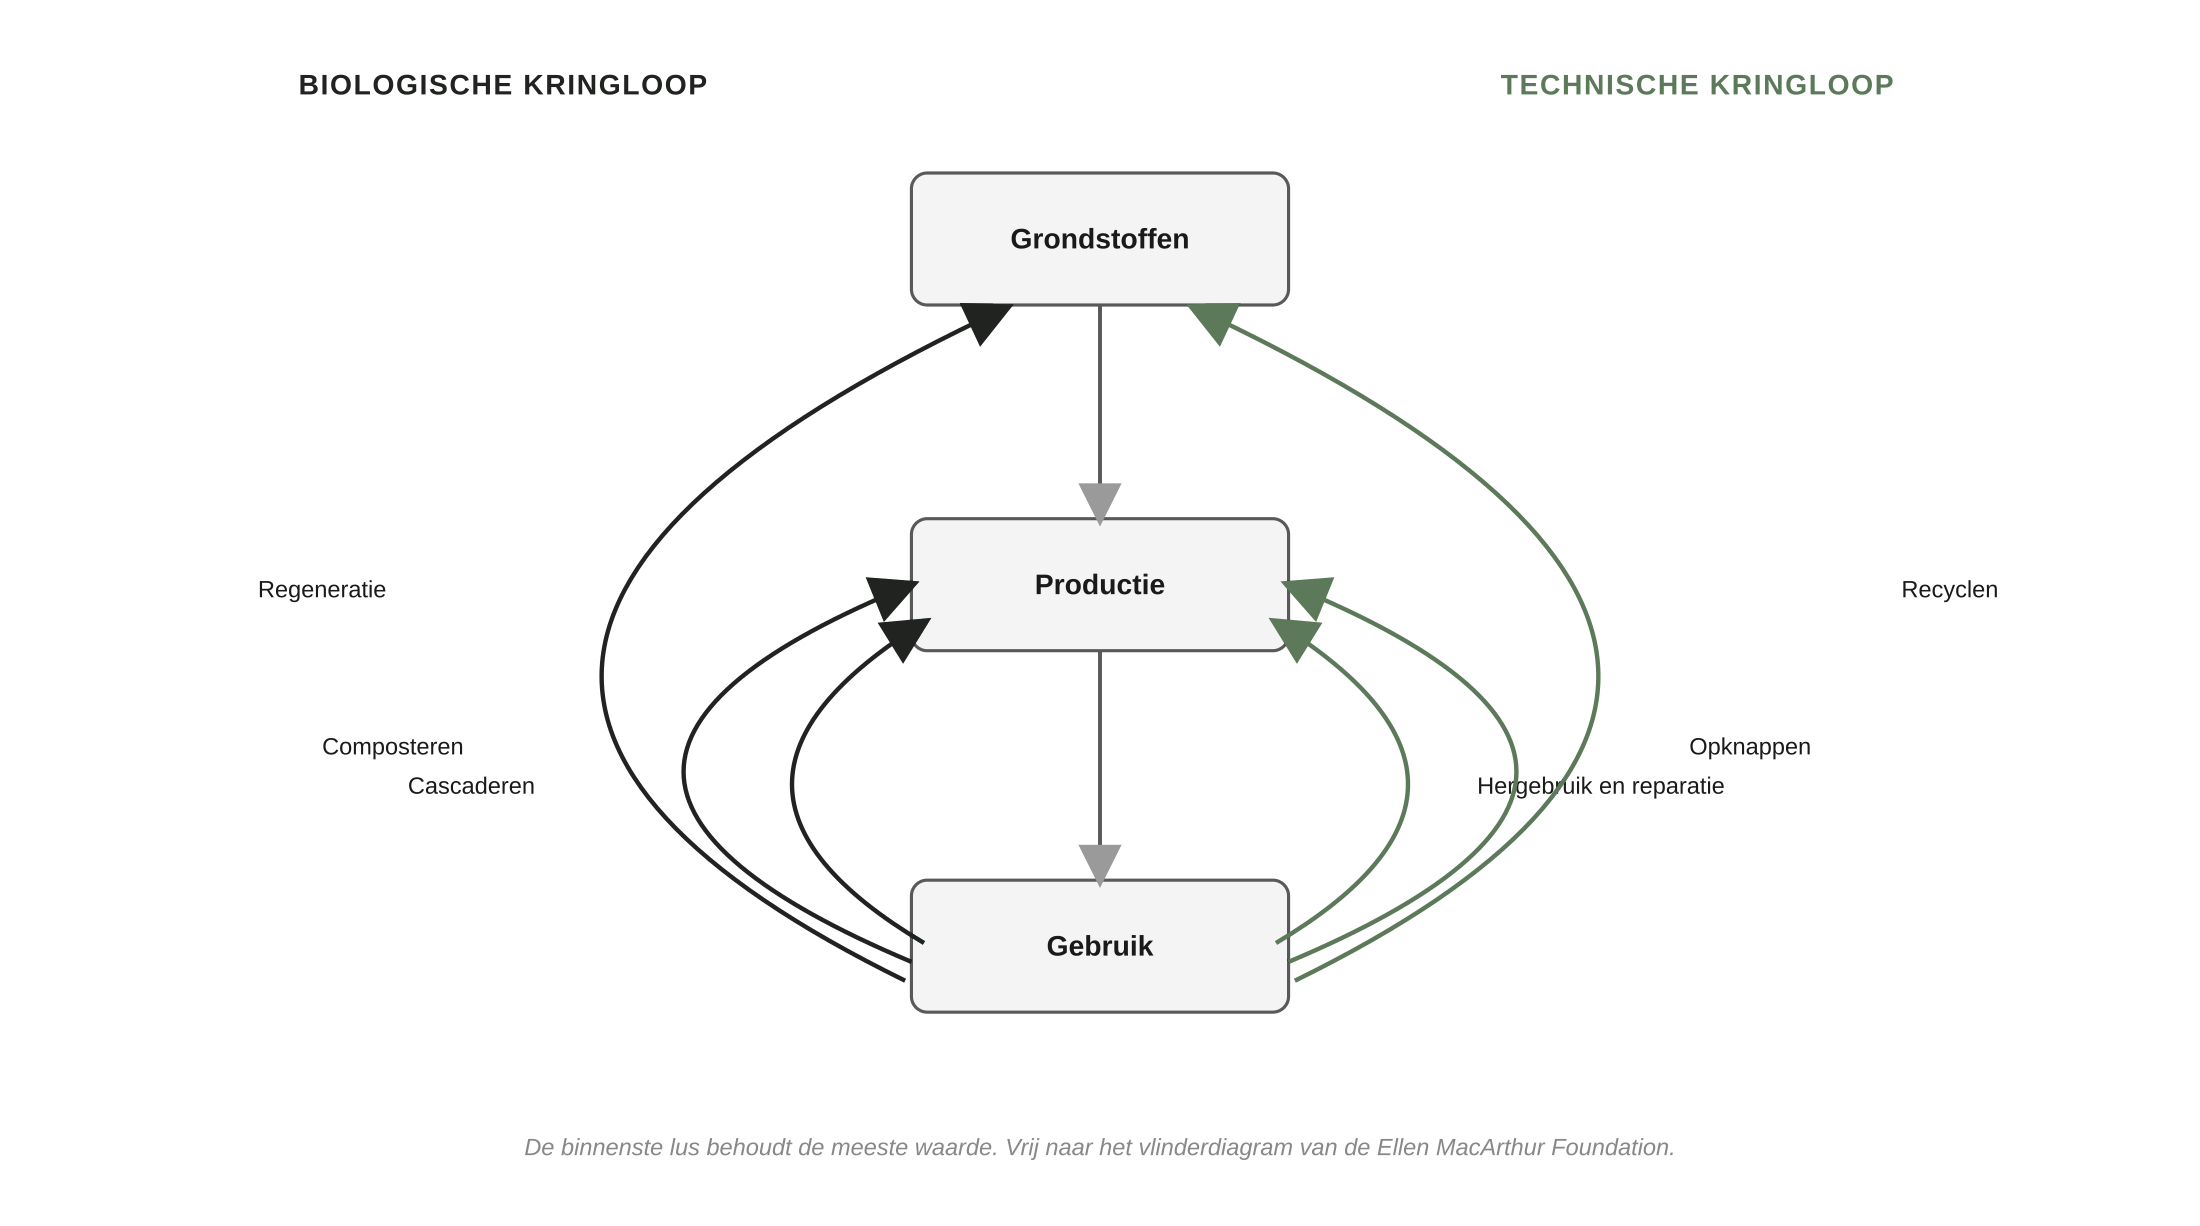 BIOLOGISCHE KRINGLOOP
TECHNISCHE KRINGLOOP
Grondstoffen
Productie
Regeneratie
Recyclen
Composteren
Opknappen
Cascaderen
Hergebruik en reparatie
Gebruik
De binnenste lus behoudt de meeste waarde. Vrij naar het vlinderdiagram van de Ellen MacArthur Foundation.